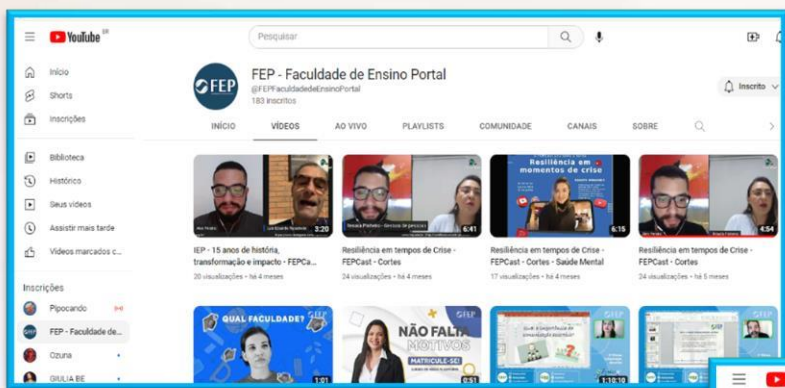 YouTube BR
Pesquisar
Início
Shorts
Inscrições
Biblioteca
Histórico
Seus vídeos
Assistir mais tarde
Vídeos marcados c...
Inscrições
Pipocando
FEP - Faculdade de...
Ozuna
GIULIA BE
FEP
FEP - Faculdade de Ensino Portal
@FEPFaculdadedeEnsinoPortal
183 inscritos
Inscrito
INÍCIO VÍDEOS AO VIVO PLAYLISTS COMUNIDADE CANAIS SOBRE
3:20
6:41
Resiliência em
momentos de crise
6:15
4:54
IEP - 15 anos de história,
transformação e impacto - FEPCa...
20 visualizações • há 4 meses
Resiliência em tempos de Crise -
FEPCast - Cortes
24 visualizações • há 4 meses
Resiliência em tempos de Crise -
FEPCast - Cortes - Saúde Mental
17 visualizações • há 4 meses
Resiliência em tempos de Crise -
FEPCast - Cortes
24 visualizações • há 5 meses
QUAL FACULDADE?
1:01
NÃO FALTA
MOTIVOS
MATRICULE-SE!
0:51
1:10:10